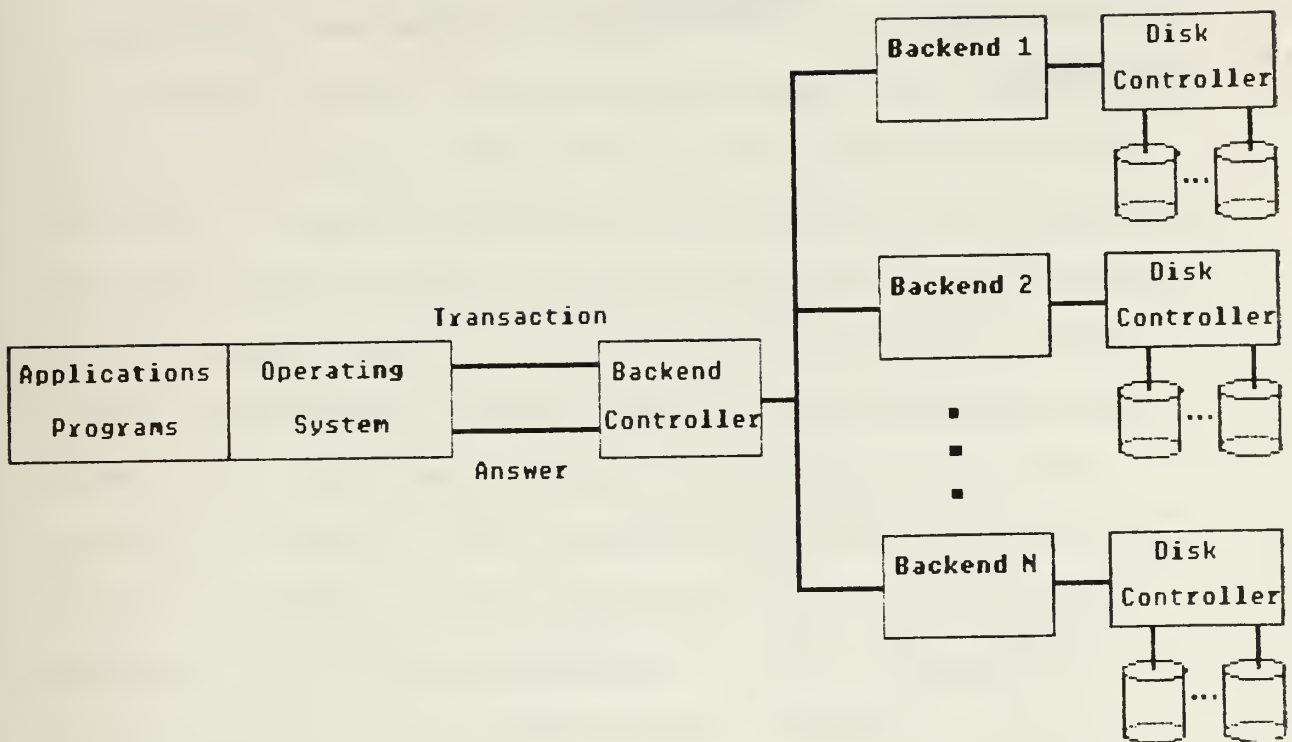 Backend 1
Disk
Controller
...
Backend 2
Disk
Controller
...
Transaction
Applications
Programs
Operating
System
Backend
Controller
Answer
Backend N
Disk
Controller
...